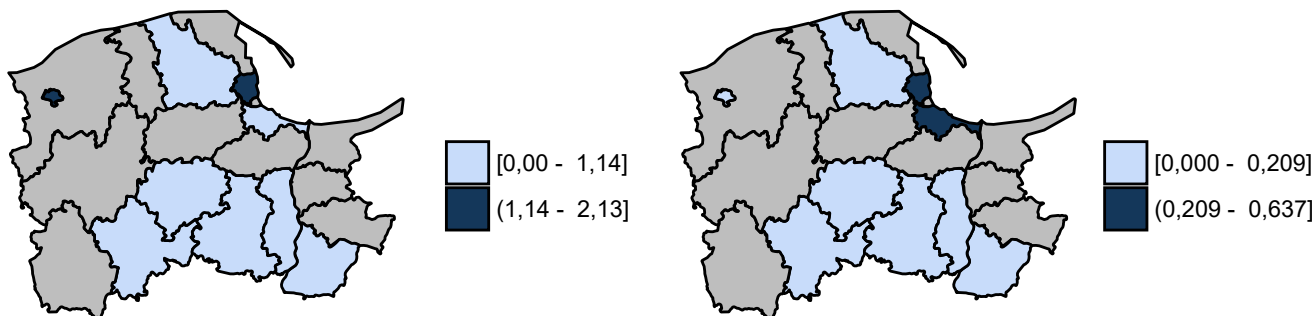 [0,00 - 1,14]
(1,14 - 2,13]
[0,000 - 0,209]
(0,209 - 0,637]